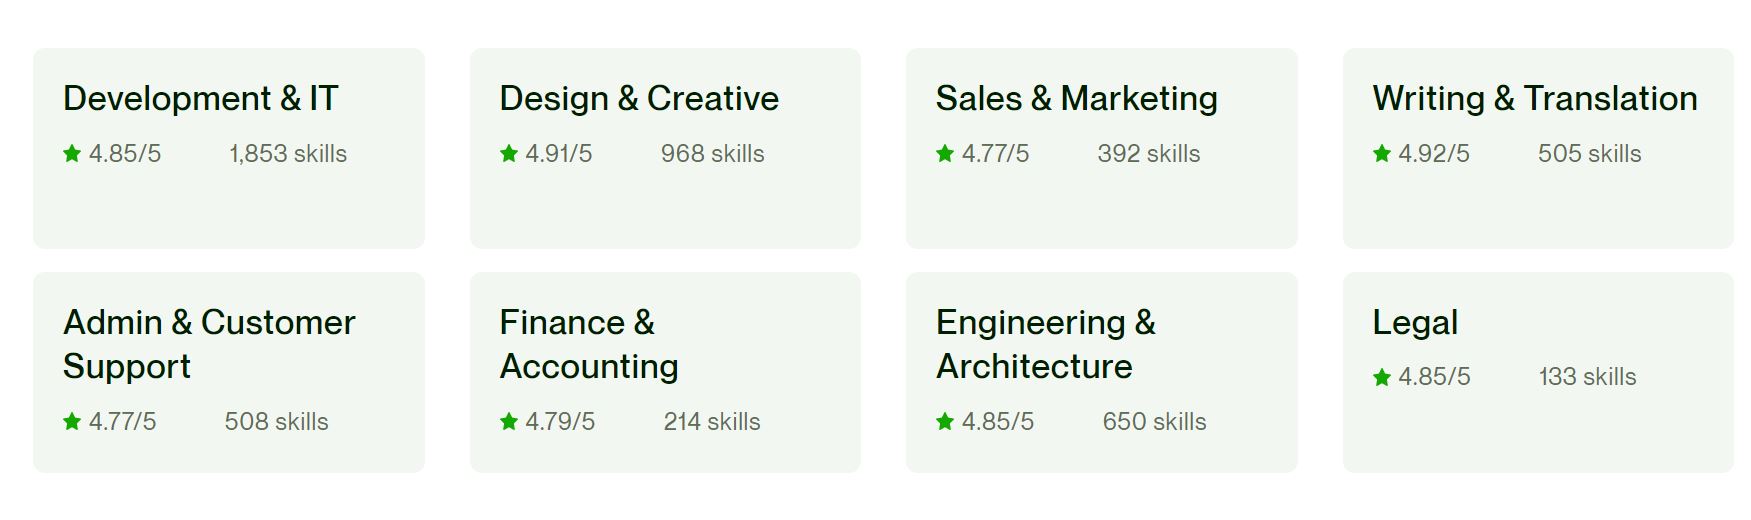 Development & IT
4.85/5 1,853 skills
Design & Creative
4.91/5 968 skills
Sales & Marketing
4.77/5 392 skills
Writing & Translation
4.92/5 505 skills
Admin & Customer
Support
4.77/5 508 skills
Finance &
Accounting
4.79/5 214 skills
Engineering &
Architecture
4.85/5 650 skills
Legal
4.85/5 133 skills